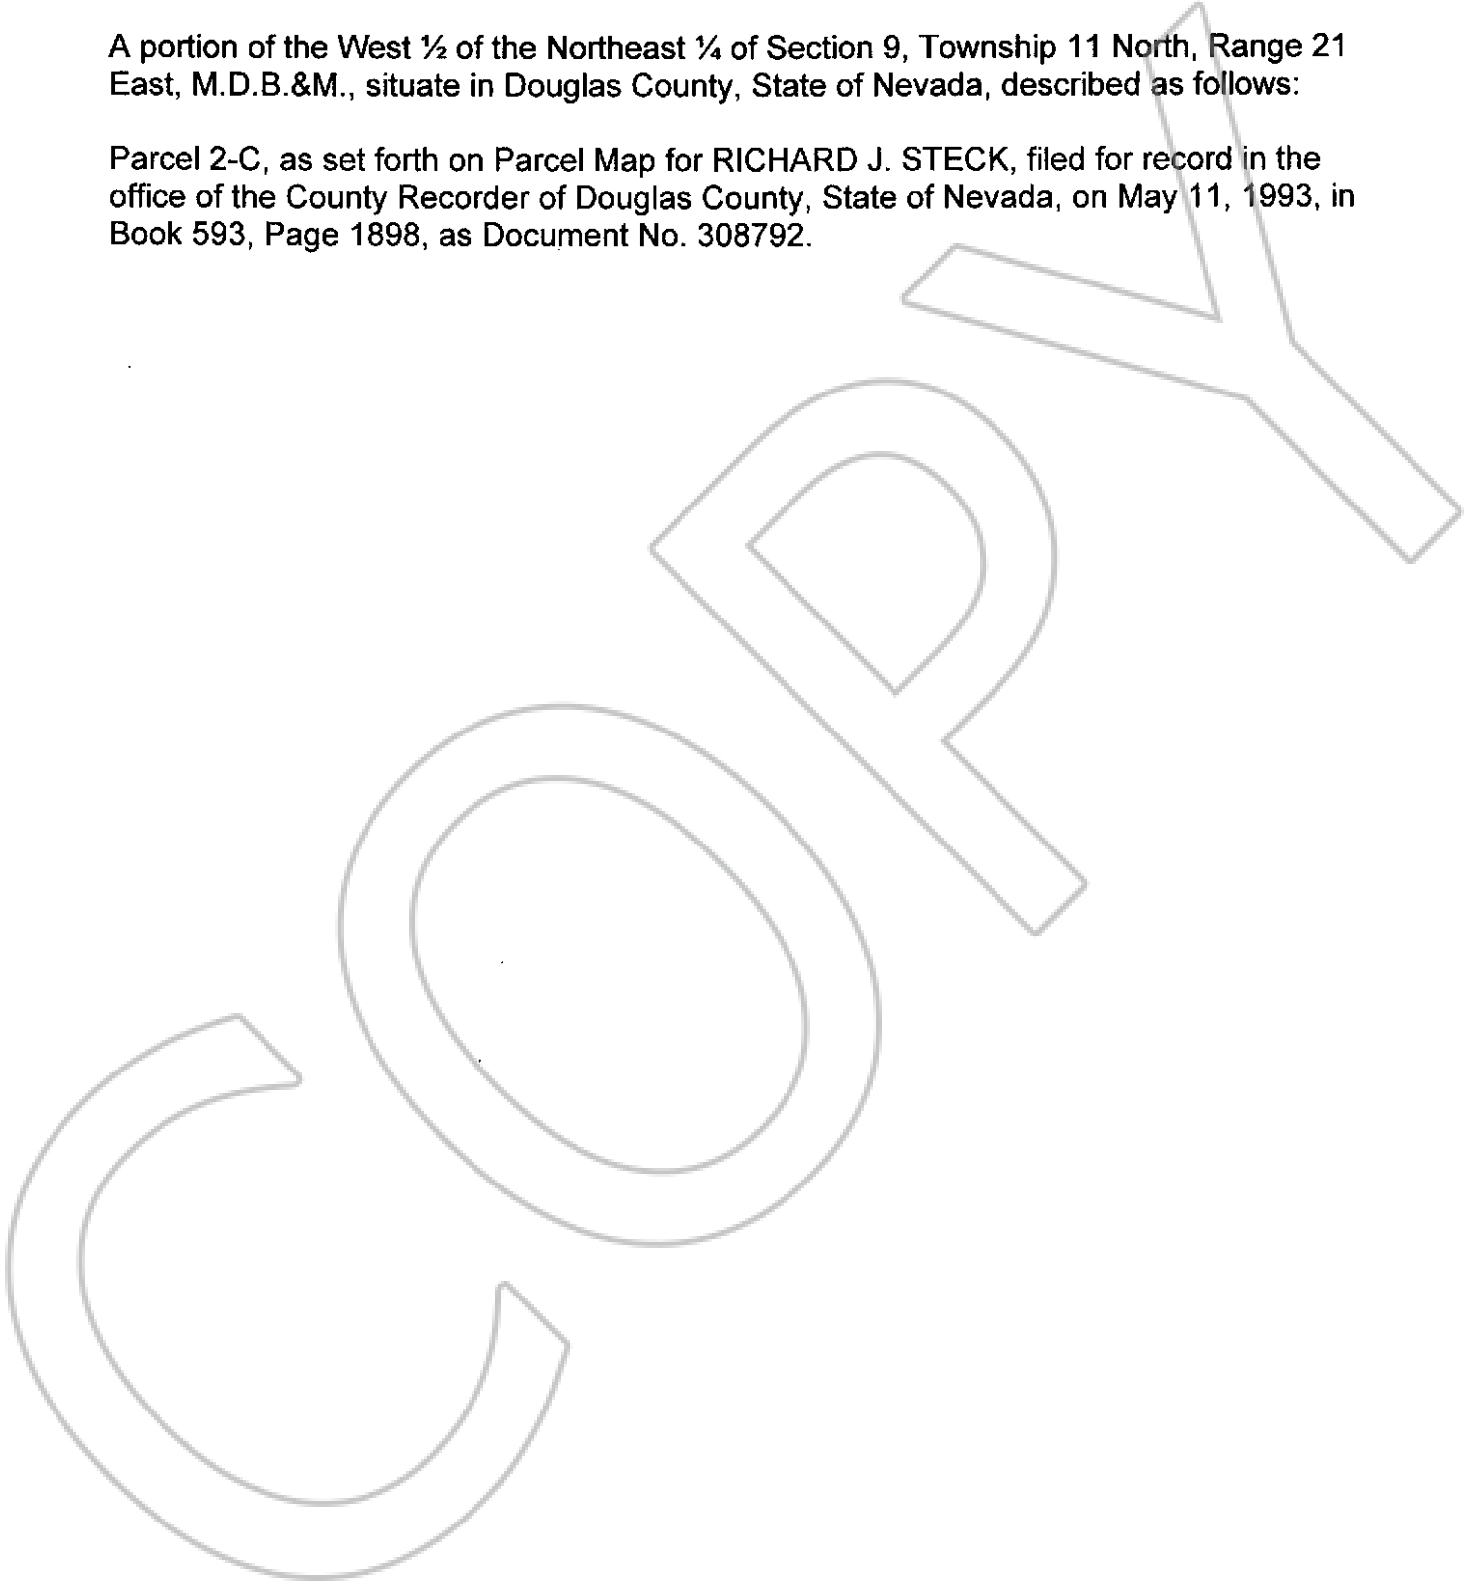 A portion of the West ½ of the Northeast ¼ of Section 9, Township 11 North, Range 21
East, M.D.B.&M., situate in Douglas County, State of Nevada, described as follows:
Parcel 2-C, as set forth on Parcel Map for RICHARD J. STECK, filed for record in the
office of the County Recorder of Douglas County, State of Nevada, on May 11, 1993, in
Book 593, Page 1898, as Document No. 308792.
COPY